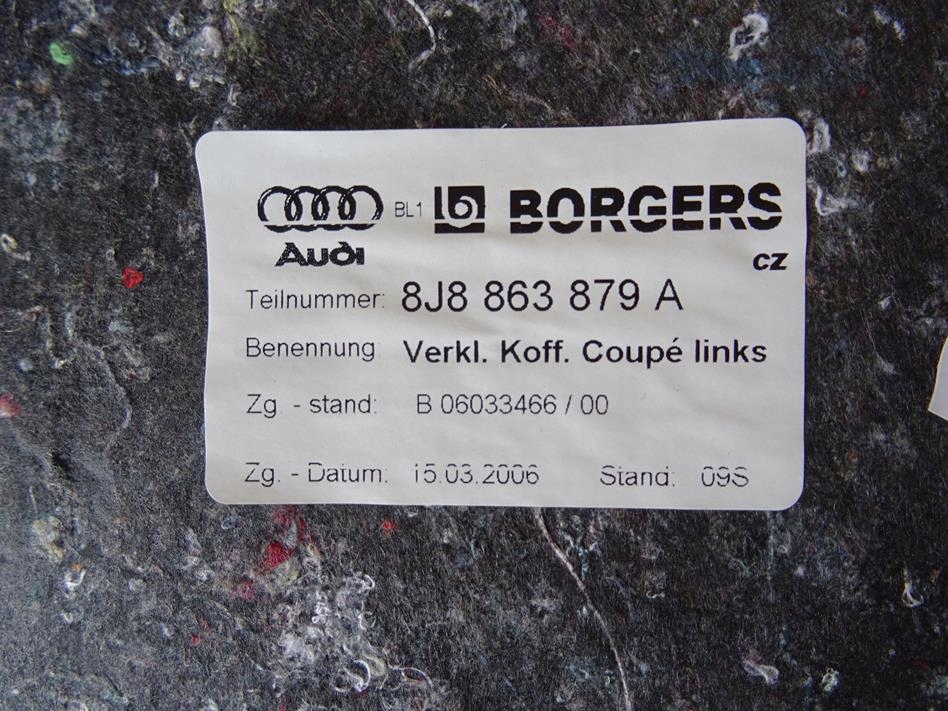 BL1 BORGERS
Audi
CZ
Teilnummer: 8J8 863 879 A
Benennung: Verkl. Koff. Coupé links
Zg. - stand: B 06033466 / 00
Zg. - Datum: 15.03.2006 Stand: 09S